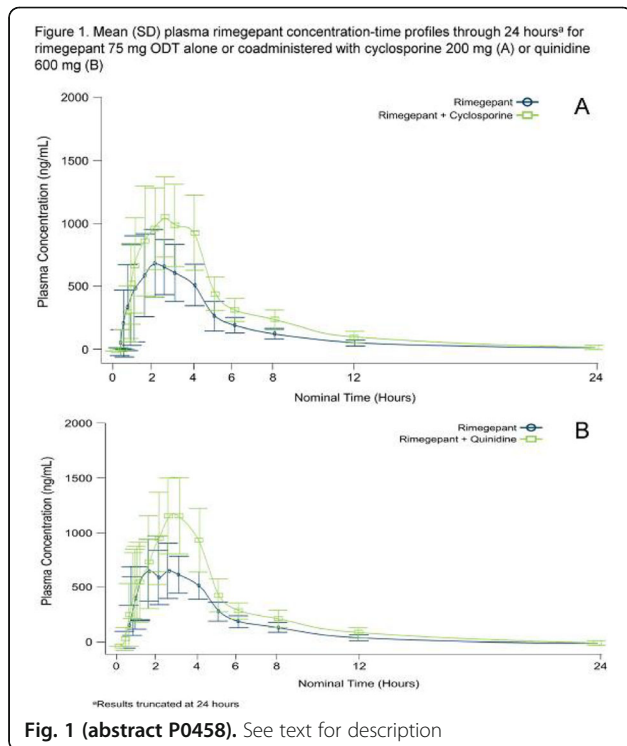 Figure 1. Mean (SD) plasma rimegepant concentration-time profiles through 24 hoursª for
rimegepant 75 mg ODT alone or coadministered with cyclosporine 200 mg (A) or quinidine
600 mg (B)
2000
Rimegepant
A
Rimegepant + Cyclosporine
1500
1000
500
0
Plasma Concentration (ng/mL)
0 2 4 6 8 12 24
Nominal Time (Hours)
2000
Rimegepant
B
Rimegepant + Quinidine
1500
1000
500
0
Plasma Concentration (ng/mL)
0 2 4 6 8 12 24
Nominal Time (Hours)
ªResults truncated at 24 hours
Fig. 1 (abstract P0458). See text for description